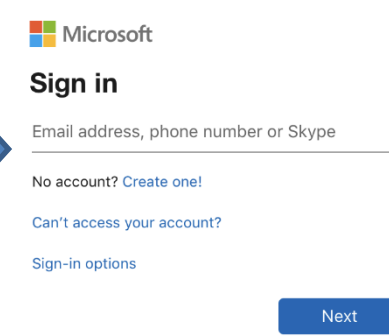 Microsoft
Sign in
Email address, phone number or Skype
No account? Create one!
Can't access your account?
Sign-in options
Next